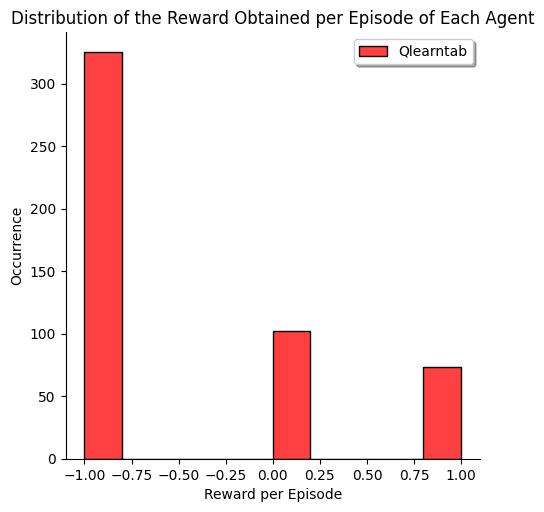 Distribution of the Reward Obtained per Episode of Each Agent
Qlearntab
300
250
200
150
100
50
0
Occurrence
−1.00 −0.75 −0.50 −0.25 0.00 0.25 0.50 0.75 1.00
Reward per Episode